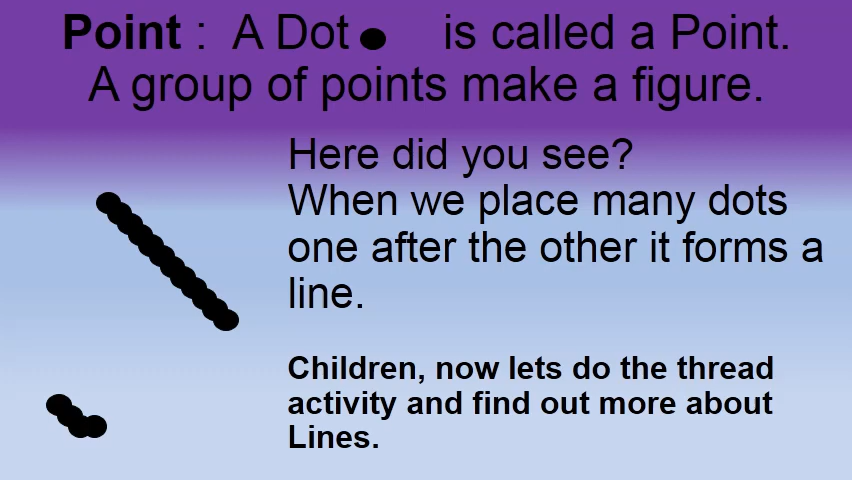 Point : A Dot is called a Point.
A group of points make a figure.
Here did you see?
When we place many dots
one after the other it forms a
line.
Children, now lets do the thread
activity and find out more about
Lines.